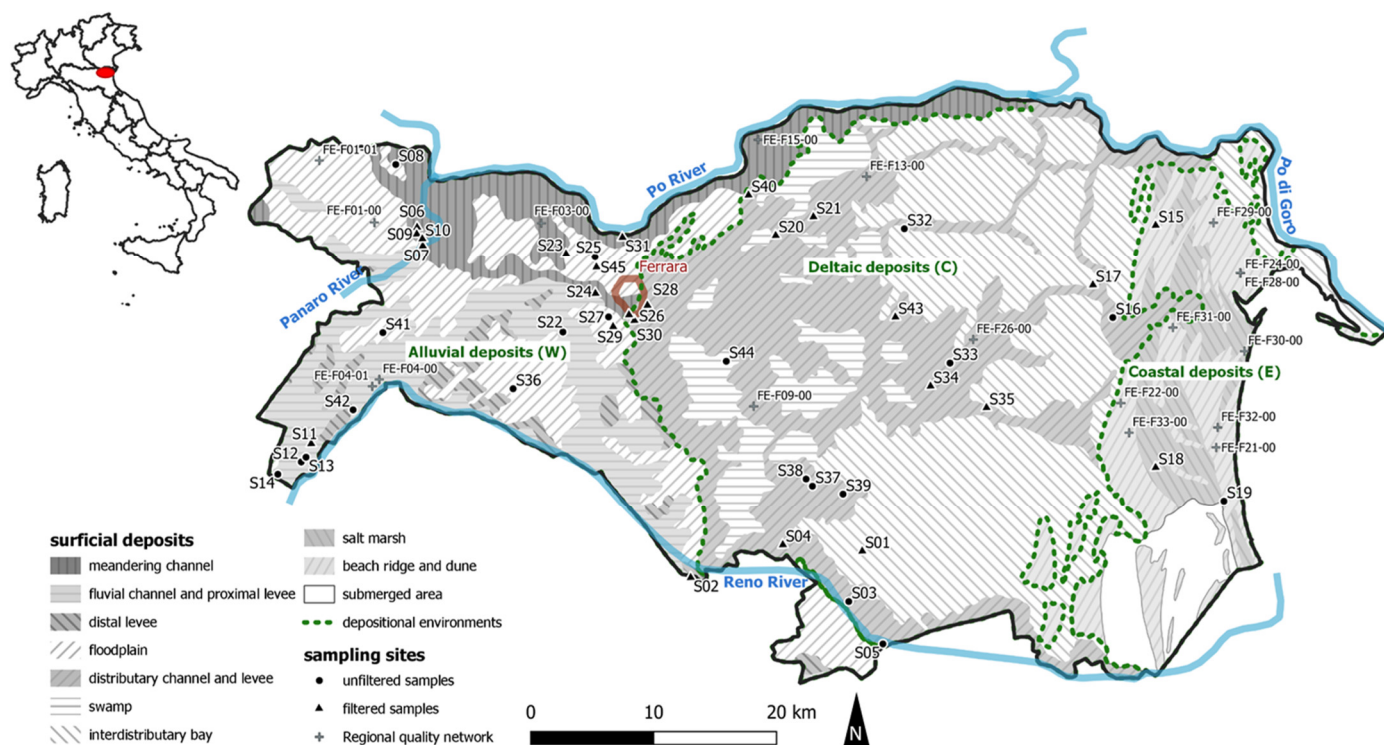 Po River
Po di Goro
Panaro River
Reno River
Ferrara
Deltaic deposits (C)
Alluvial deposits (W)
Coastal deposits (E)
FE-F01-01
S08
FE-F15-00
FE-F13-00
S40
S06
FE-F01-00
S09
S10
S07
FE-F03-00
S23
S25
S31
S45
S20
S21
S32
S15
FE-F29-00
FE-F24-00
FE-F28-00
S17
S16
S24
S28
S27
S26
S29
S30
S22
S41
S43
FE-F26-00
FE-F31-00
FE-F30-00
S44
S33
S34
S35
S36
FE-F04-01
FE-F04-00
S42
FE-F09-00
FE-F22-00
FE-F33-00
FE-F32-00
FE-F21-00
S11
S12
S13
S14
S38
S37
S39
S18
S19
S04
S01
S02
S03
S05
surficial deposits
meandering channel
fluvial channel and proximal levee
distal levee
floodplain
distributary channel and levee
swamp
interdistributary bay
salt marsh
beach ridge and dune
submerged area
depositional environments
sampling sites
unfiltered samples
filtered samples
Regional quality network
0 10 20 km
N